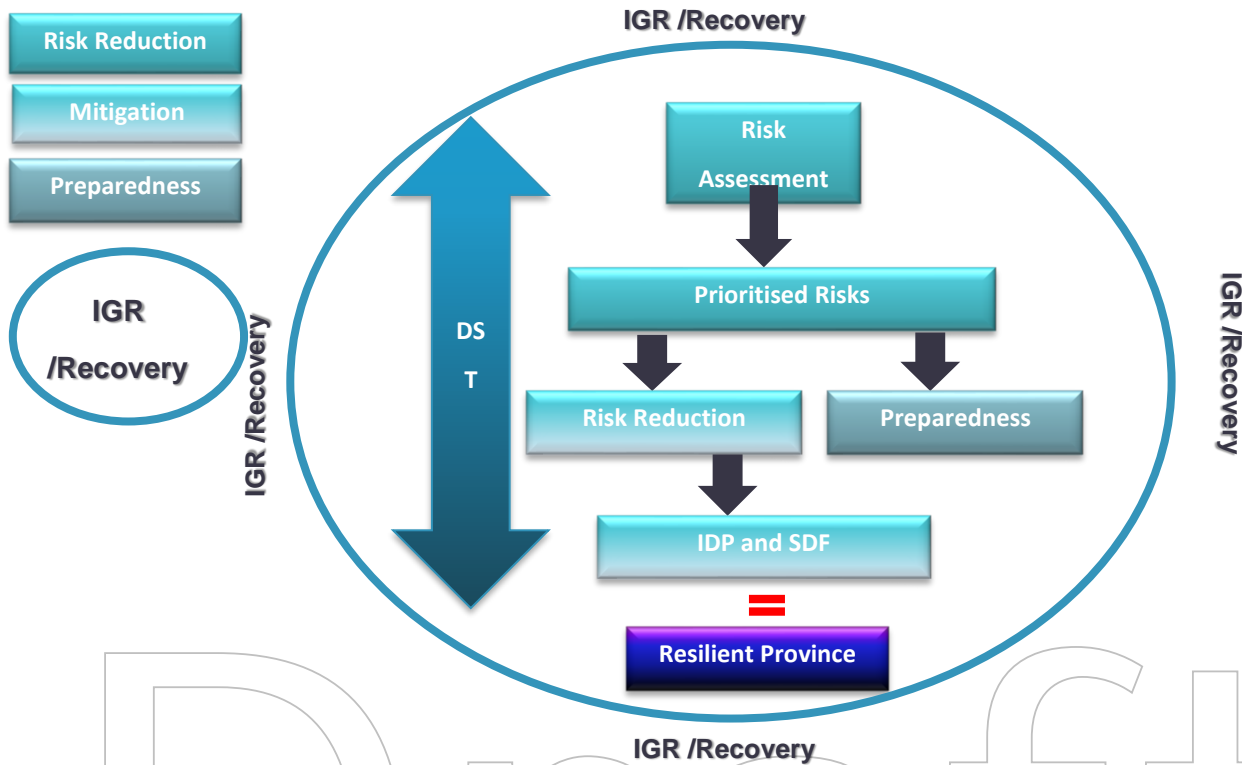 IGR /Recovery
Risk Reduction
Mitigation
Preparedness
IGR
/Recovery
IGR /Recovery
DS
T
Risk
Assessment
Prioritised Risks
Risk Reduction
Preparedness
IDP and SDF
=
Resilient Province
IGR /Recovery
IGR /Recovery
Draft